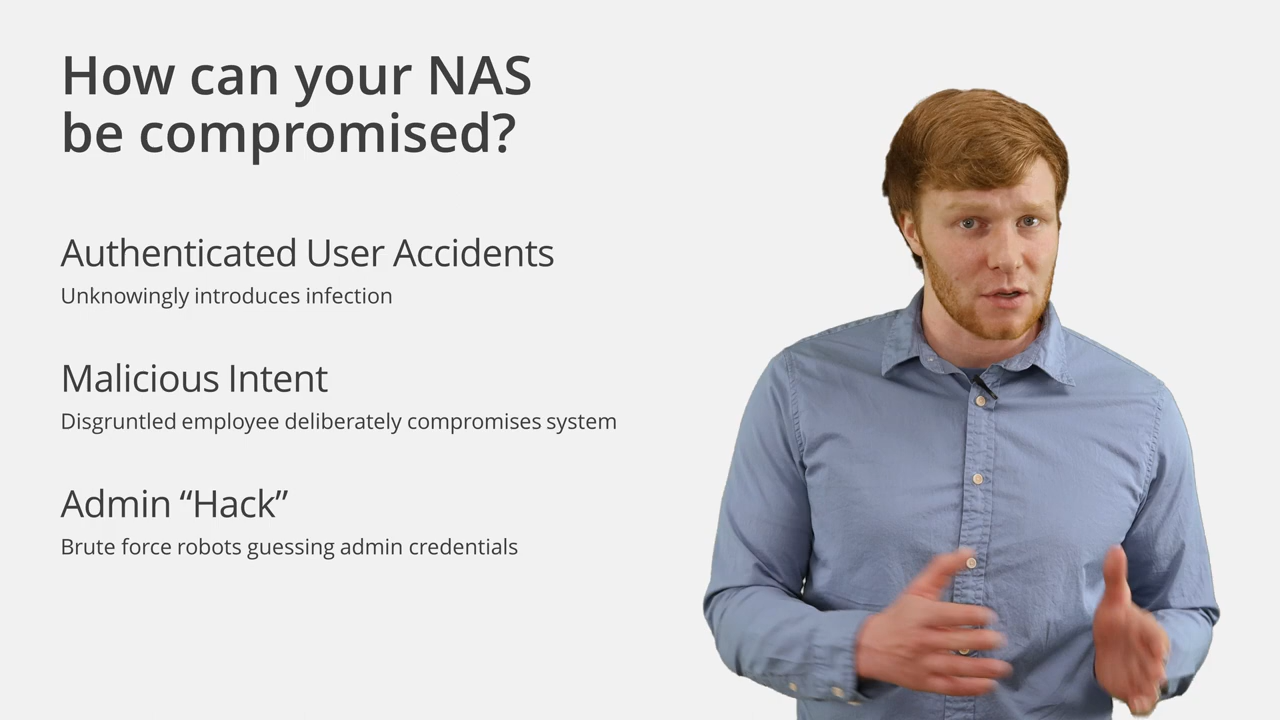 How can your NAS
be compromised?
Authenticated User Accidents
Unknowingly introduces infection
Malicious Intent
Disgruntled employee deliberately compromises system
Admin “Hack”
Brute force robots guessing admin credentials